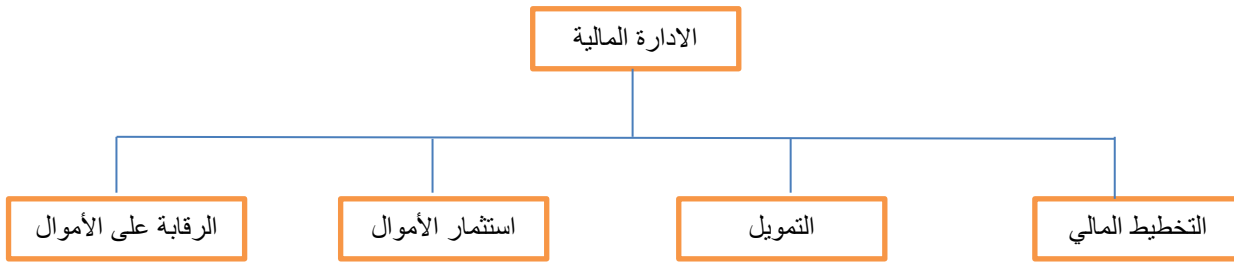 الادارة المالية
التخطيط المالي
التمويل
استثمار الأموال
الرقابة على الأموال